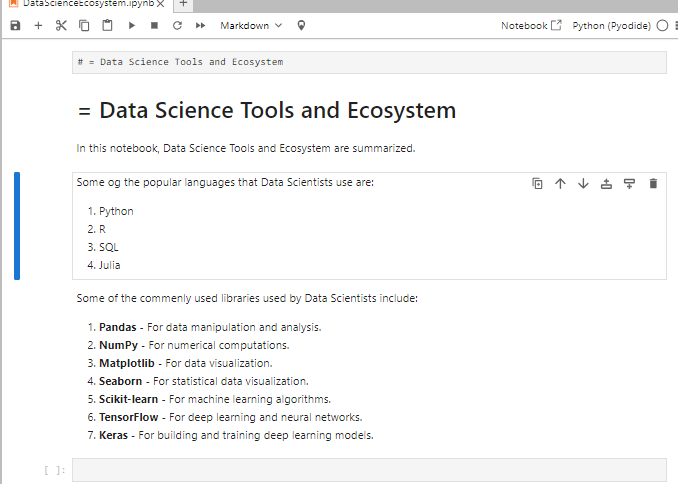 DataScienceEcosystem.ipynb
Markdown
Notebook
Python (Pyodide)
# = Data Science Tools and Ecosystem
= Data Science Tools and Ecosystem
In this notebook, Data Science Tools and Ecosystem are summarized.
Some og the popular languages that Data Scientists use are:
1. Python
2. R
3. SQL
4. Julia
Some of the commenly used libraries used by Data Scientists include:
1. Pandas - For data manipulation and analysis.
2. NumPy - For numerical computations.
3. Matplotlib - For data visualization.
4. Seaborn - For statistical data visualization.
5. Scikit-learn - For machine learning algorithms.
6. TensorFlow - For deep learning and neural networks.
7. Keras - For building and training deep learning models.
[ ]: